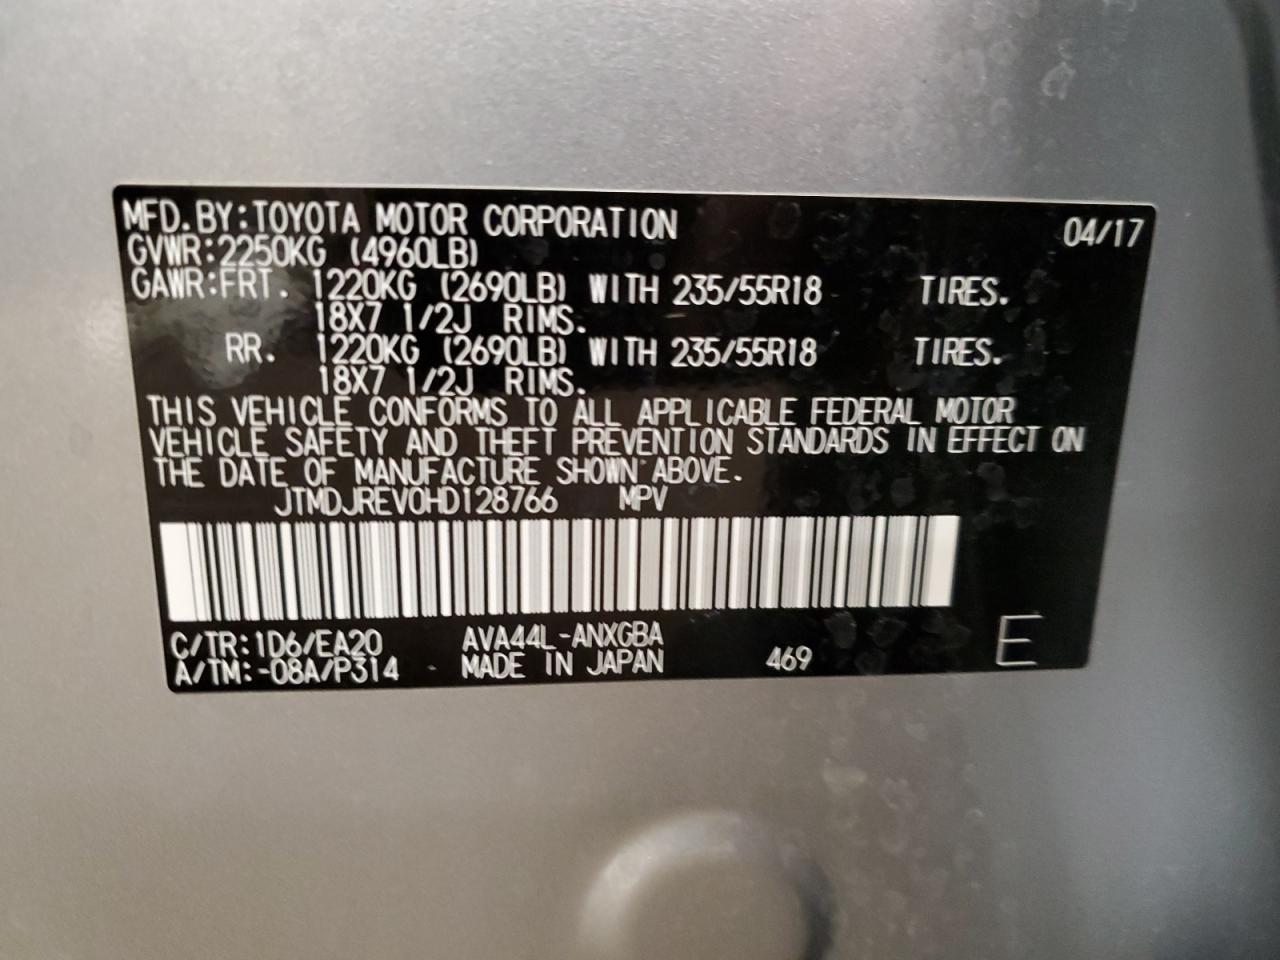 MFD.BY:TOYOTA MOTOR CORPORATION 04/17
GVWR:2250KG (4960LB)
GAWR:FRT. 1220KG (2690LB) WITH 235/55R18 TIRES.
18X7 1/2J RIMS.
RR. 1220KG (2690LB) WITH 235/55R18 TIRES.
18X7 1/2J RIMS.
THIS VEHICLE CONFORMS TO ALL APPLICABLE FEDERAL MOTOR
VEHICLE SAFETY AND THEFT PREVENTION STANDARDS IN EFFECT ON
THE DATE OF MANUFACTURE SHOWN ABOVE.
JTMDJREV0HD128766 MPV
C/TR:1D6/EA20 AVA44L-ANXGBA
A/TM:-08A/P314 MADE IN JAPAN 469 E